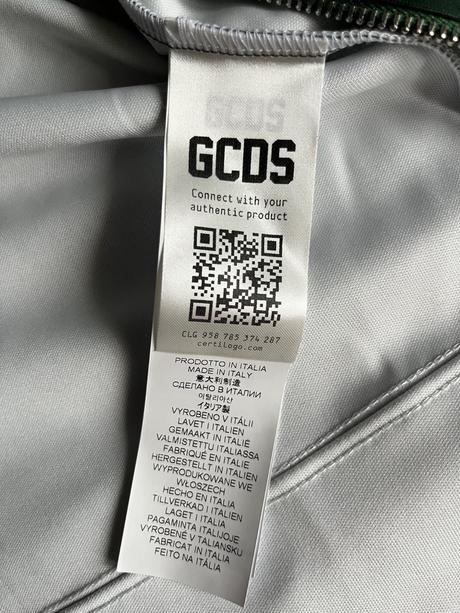 GCDS
GCDS
Connect with your
authentic product
CLG 958 785 374 287
certilogo.com
PRODOTTO IN ITALIA
MADE IN ITALY
意大利制造
СДЕЛАНО В ИТАЛИИ
이탈리아산
イタリア製
VYROBENO V ITÁLII
LAVET I ITALIEN
GEMAAKT IN ITALIË
VALMISTETTU ITALIASSA
FABRIQUÉ EN ITALIE
HERGESTELLT IN ITALIEN
WYPRODUKOWANE WE
WŁOSZECH
HECHO EN ITALIA
TILLVERKAD I ITALIEN
LAGET I ITALIA
PAGAMINTA ITALIJOJE
VYROBENÉ V TALIANSKU
FABRICAT IN ITALIA
FEITO NA ITÁLIA